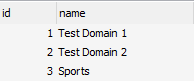 id name
1 Test Domain 1
2 Test Domain 2
3 Sports